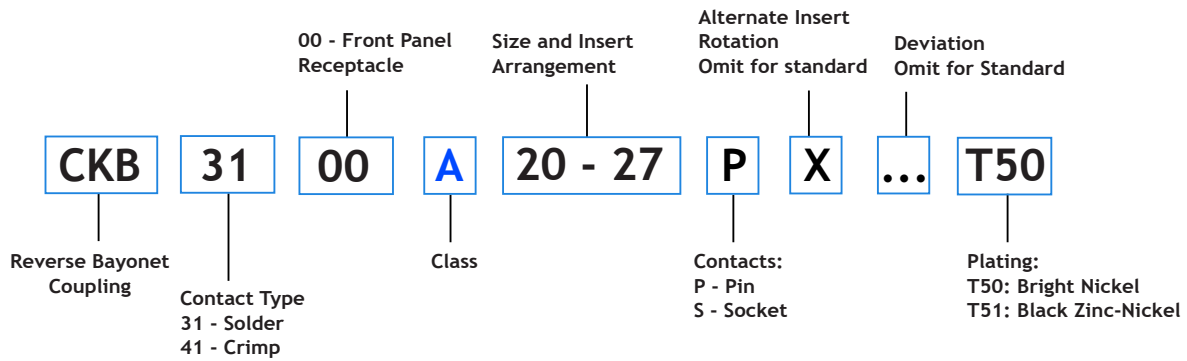 00 - Front Panel
Receptacle
Size and Insert
Arrangement
Alternate Insert
Rotation
Omit for standard
Deviation
Omit for Standard
CKB 31 00 A 20 - 27 P X ... T50
Reverse Bayonet
Coupling
Contact Type
31 - Solder
41 - Crimp
Class
Contacts:
P - Pin
S - Socket
Plating:
T50: Bright Nickel
T51: Black Zinc-Nickel